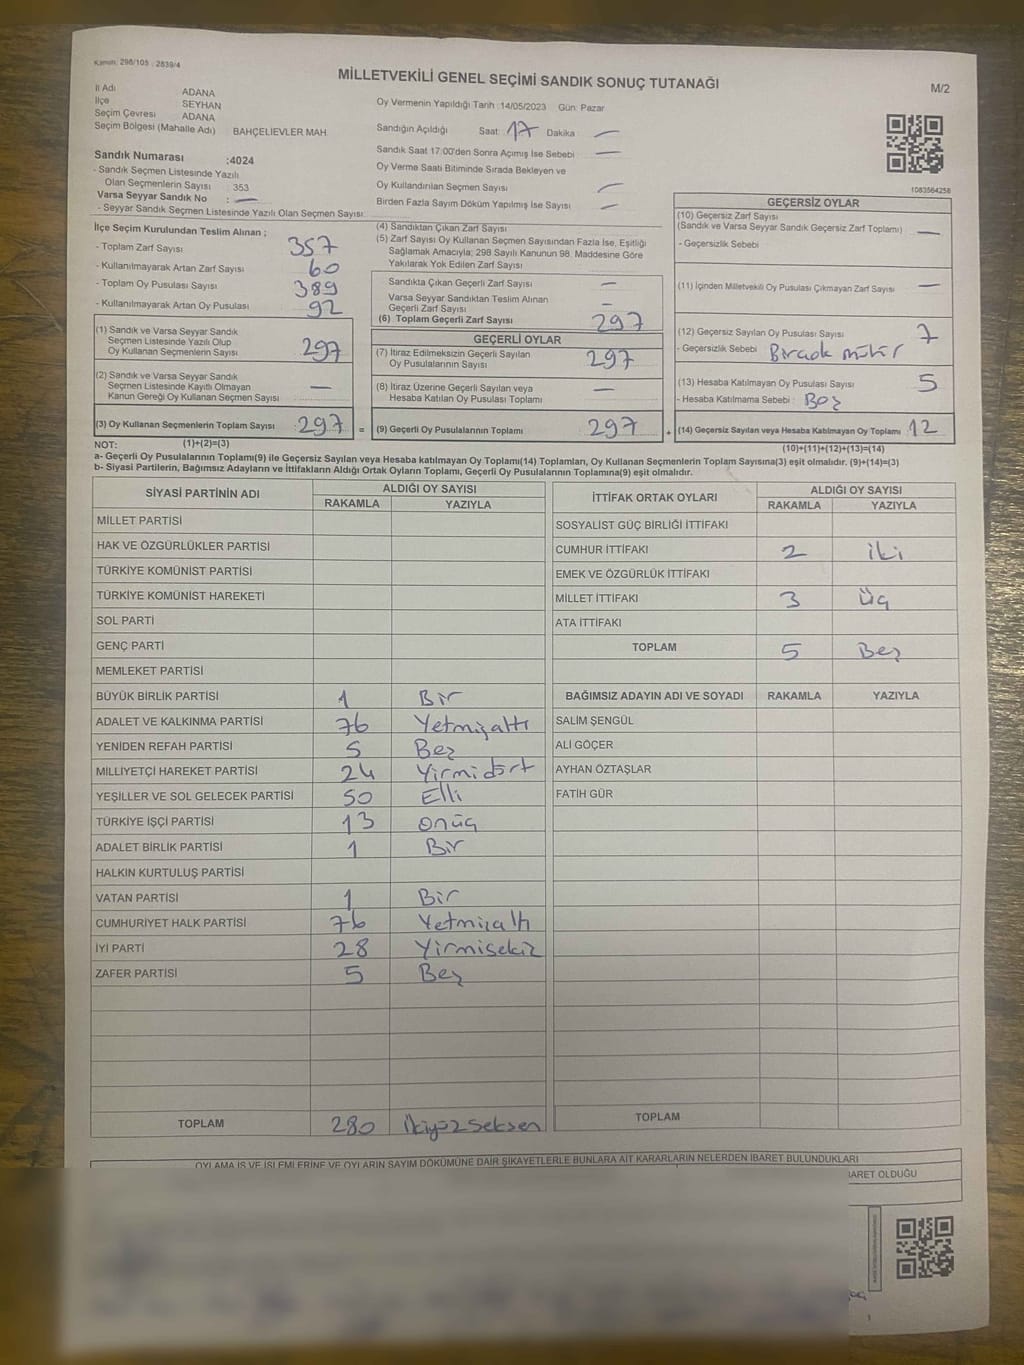 Kanun: 298/105 : 2839/4
MİLLETVEKİLİ GENEL SEÇİMİ SANDIK SONUÇ TUTANAĞI
M/2
İl Adı ADANA
İlçe SEYHAN
Seçim Çevresi ADANA
Seçim Bölgesi (Mahalle Adı) BAHÇELİEVLER MAH.
Sandık Numarası :4024
- Sandık Seçmen Listesinde Yazılı
Olan Seçmenlerin Sayısı : 353
Varsa Seyyar Sandık No : —
- Seyyar Sandık Seçmen Listesinde Yazılı Olan Seçmen Sayısı:
Oy Vermenin Yapıldığı Tarih :14/05/2023 Gün: Pazar
Sandığın Açıldığı Saat: 17 Dakika —
Sandık Saat 17:00'den Sonra Açımış İse Sebebi —
Oy Verme Saati Bitiminde Sırada Bekleyen ve
Oy Kullandırılan Seçmen Sayısı —
Birden Fazla Sayım Döküm Yapılmış İse Sayısı —
1083564258
İlçe Seçim Kurulundan Teslim Alınan ;
- Toplam Zarf Sayısı 357
- Kullanılmayarak Artan Zarf Sayısı 60
- Toplam Oy Pusulası Sayısı 389
- Kullanılmayarak Artan Oy Pusulası 92
(1) Sandık ve Varsa Seyyar Sandık
Seçmen Listesinde Yazılı Olup
Oy Kullanan Seçmenlerin Sayısı 297
(2) Sandık ve Varsa Seyyar Sandık
Seçmen Listesinde Kayıtlı Olmayan
Kanun Gereği Oy Kullanan Seçmen Sayısı —
(3) Oy Kullanan Seçmenlerin Toplam Sayısı 297 =
(4) Sandıktan Çıkan Zarf Sayısı
(5) Zarf Sayısı Oy Kullanan Seçmen Sayısından Fazla İse, Eşitliği
Sağlamak Amacıyla; 298 Sayılı Kanunun 98. Maddesine Göre
Yakılarak Yok Edilen Zarf Sayısı
Sandıkta Çıkan Geçerli Zarf Sayısı —
Varsa Seyyar Sandıktan Teslim Alınan
Geçerli Zarf Sayısı —
(6) Toplam Geçerli Zarf Sayısı 297
GEÇERLİ OYLAR
(7) İtiraz Edilmeksizin Geçerli Sayılan
Oy Pusulalarının Sayısı 297
(8) İtiraz Üzerine Geçerli Sayılan veya
Hesaba Katılan Oy Pusulası Toplamı —
(9) Geçerli Oy Pusulalarının Toplamı 297 +
GEÇERSİZ OYLAR
(10) Geçersiz Zarf Sayısı
(Sandık ve Varsa Seyyar Sandık Geçersiz Zarf Toplamı) —
- Geçersizlik Sebebi
(11) İçinden Milletvekili Oy Pusulası Çıkmayan Zarf Sayısı —
(12) Geçersiz Sayılan Oy Pusulası Sayısı 7
- Geçersizlik Sebebi Birçok mühür
(13) Hesaba Katılmayan Oy Pusulası Sayısı 5
- Hesaba Katılmama Sebebi : Boş
(14) Geçersiz Sayılan veya Hesaba Katılmayan Oy Toplamı 12
NOT: (1)+(2)=(3)
(10)+(11)+(12)+(13)=(14)
a- Geçerli Oy Pusulalarının Toplamı(9) ile Geçersiz Sayılan veya Hesaba katılmayan Oy Toplamı(14) Toplamları, Oy Kullanan Seçmenlerin Toplam Sayısına(3) eşit olmalıdır. (9)+(14)=(3)
b- Siyasi Partilerin, Bağımsız Adayların ve İttifakların Aldığı Ortak Oyların Toplamı, Geçerli Oy Pusulalarının Toplamına(9) eşit olmalıdır.
SİYASİ PARTİNİN ADI
ALDIĞI OY SAYISI
RAKAMLA YAZIYLA
MİLLET PARTİSİ
HAK VE ÖZGÜRLÜKLER PARTİSİ
TÜRKİYE KOMÜNİST PARTİSİ
TÜRKİYE KOMÜNİST HAREKETİ
SOL PARTİ
GENÇ PARTİ
MEMLEKET PARTİSİ
BÜYÜK BİRLİK PARTİSİ 1 Bir
ADALET VE KALKINMA PARTİSİ 76 Yetmişaltı
YENİDEN REFAH PARTİSİ 5 Beş
MİLLİYETÇİ HAREKET PARTİSİ 24 Yirmidört
YEŞİLLER VE SOL GELECEK PARTİSİ 50 Elli
TÜRKİYE İŞÇİ PARTİSİ 13 onüç
ADALET BİRLİK PARTİSİ 1 Bir
HALKIN KURTULUŞ PARTİSİ
VATAN PARTİSİ 1 Bir
CUMHURİYET HALK PARTİSİ 76 Yetmişaltı
İYİ PARTİ 28 Yirmisekiz
ZAFER PARTİSİ 5 Beş
TOPLAM 280 İkiyüzseksen
İTTİFAK ORTAK OYLARI
ALDIĞI OY SAYISI
RAKAMLA YAZIYLA
SOSYALİST GÜÇ BİRLİĞİ İTTİFAKI
CUMHUR İTTİFAKI 2 iki
EMEK VE ÖZGÜRLÜK İTTİFAKI
MİLLET İTTİFAKI 3 Üç
ATA İTTİFAKI
TOPLAM 5 Beş
BAĞIMSIZ ADAYIN ADI VE SOYADI RAKAMLA YAZIYLA
SALİM ŞENGÜL
ALİ GÖÇER
AYHAN ÖZTAŞLAR
FATİH GÜR
TOPLAM
OYLAMA İŞ VE İŞLEMLERİNE VE OYLARIN SAYIM DÖKÜMÜNE DAİR ŞİKAYETLERLE BUNLARA AİT KARARLARIN NELERDEN İBARET BULUNDUKLARI
BARET OLDUĞU
1